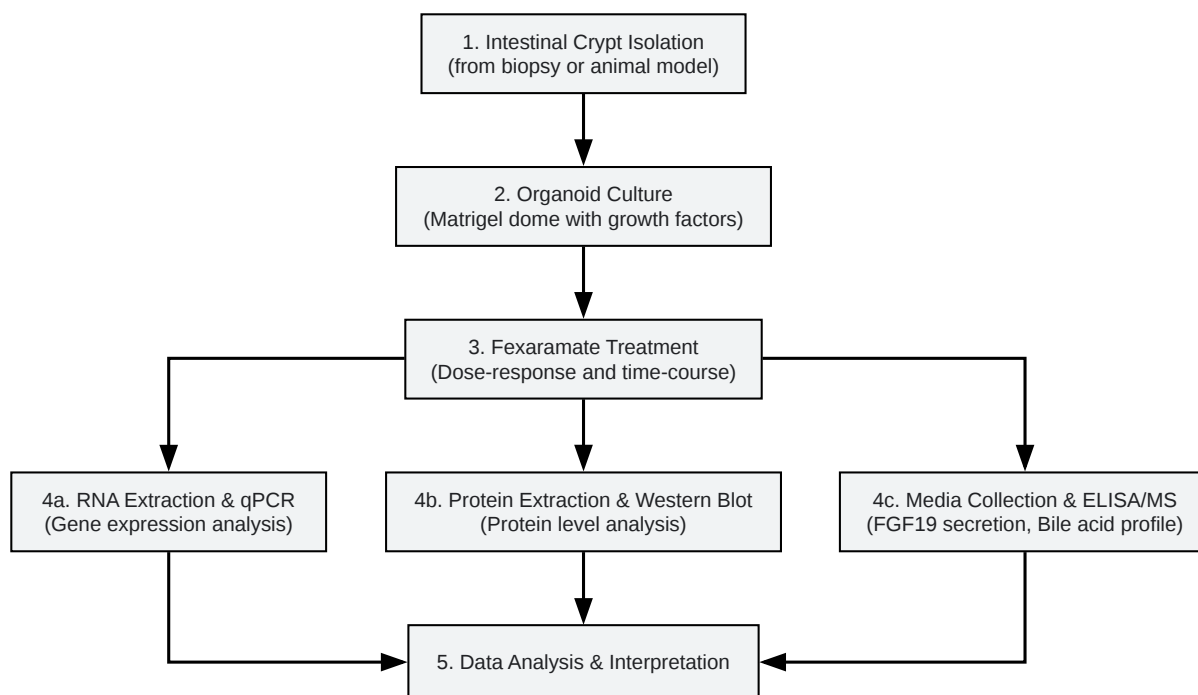 1. Intestinal Crypt Isolation
(from biopsy or animal model)
2. Organoid Culture
(Matrigel dome with growth factors)
3. Fexaramate Treatment
(Dose-response and time-course)
4a. RNA Extraction & qPCR
(Gene expression analysis)
4b. Protein Extraction & Western Blot
(Protein level analysis)
4c. Media Collection & ELISA/MS
(FGF19 secretion, Bile acid profile)
5. Data Analysis & Interpretation